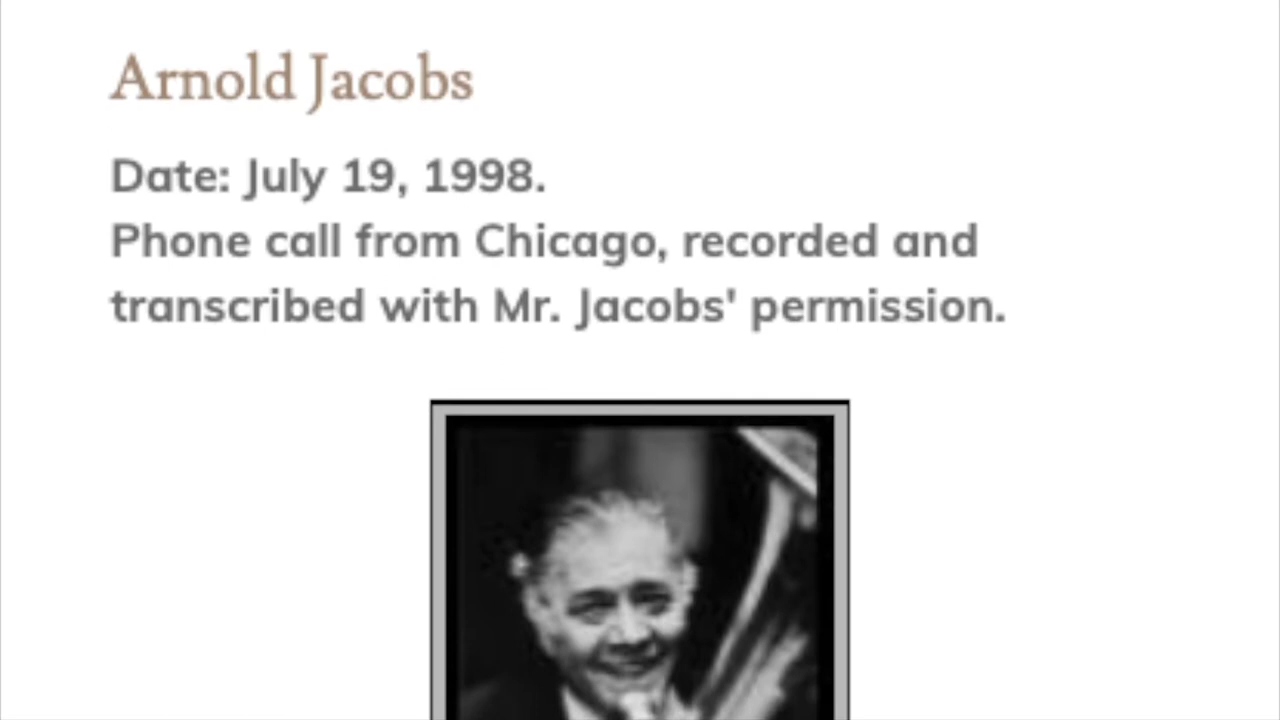 Arnold Jacobs
Date: July 19, 1998.
Phone call from Chicago, recorded and
transcribed with Mr. Jacobs' permission.